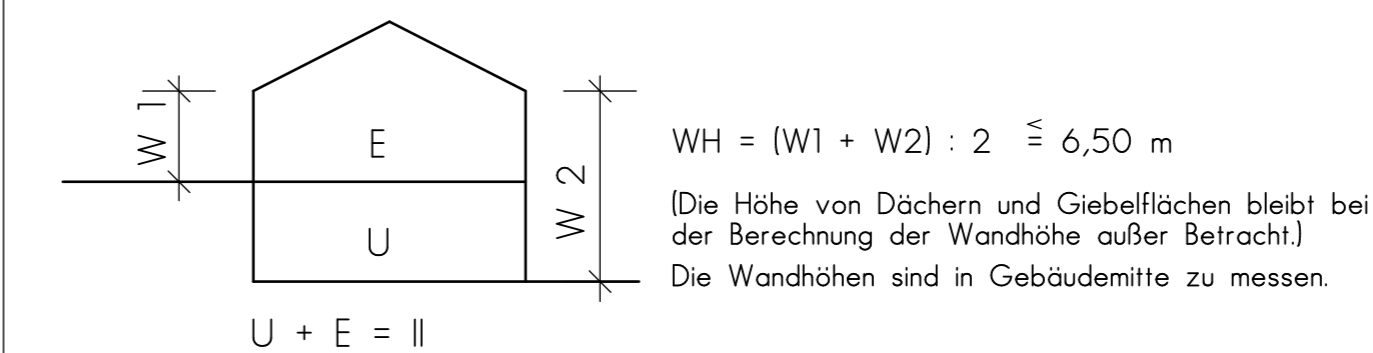 W 1
E
U
W 2
U + E = II
WH = (W1 + W2) : 2 ≦ 6,50 m
(Die Höhe von Dächern und Giebelflächen bleibt bei
der Berechnung der Wandhöhe außer Betracht.)
Die Wandhöhen sind in Gebäudemitte zu messen.